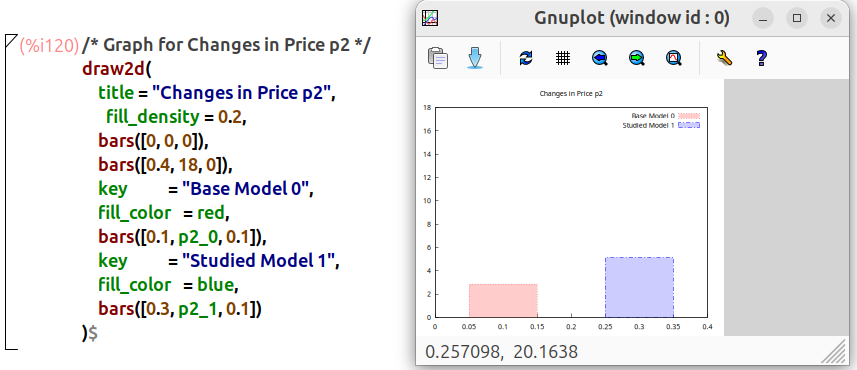 (%i120) /* Graph for Changes in Price p2 */
draw2d(
title = "Changes in Price p2",
fill_density = 0.2,
bars([0, 0, 0]),
bars([0.4, 18, 0]),
key = "Base Model 0",
fill_color = red,
bars([0.1, p2_0, 0.1]),
key = "Studied Model 1",
fill_color = blue,
bars([0.3, p2_1, 0.1])
)$
Gnuplot (window id : 0)
?
Changes in Price p2
Base Model 0
Studied Model 1
18
16
14
12
10
8
6
4
2
0
0 0.05 0.1 0.15 0.2 0.25 0.3 0.35 0.4
0.257098, 20.1638